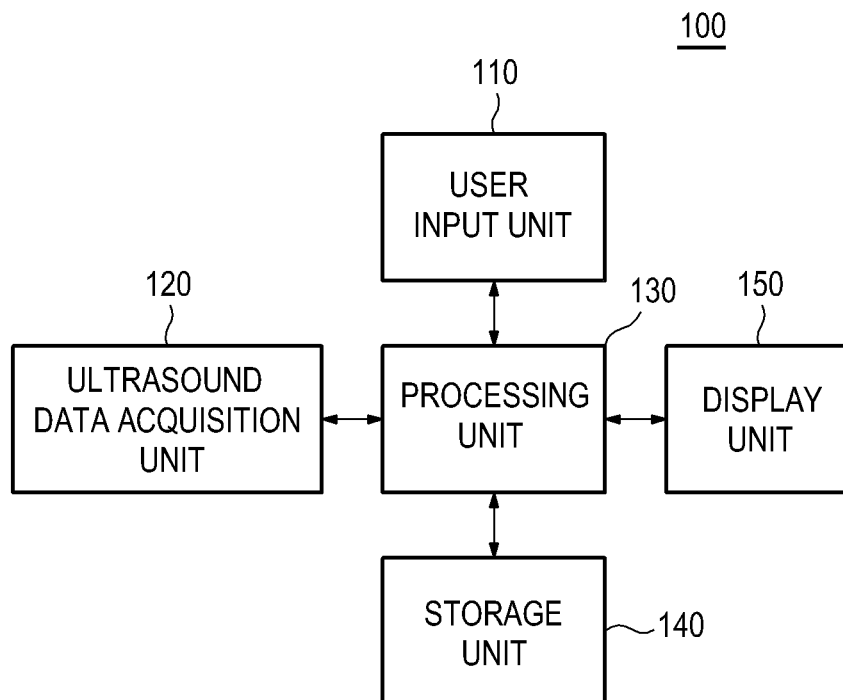 100
110
USER
INPUT UNIT
120
130
150
ULTRASOUND
DATA ACQUISITION
UNIT
PROCESSING
UNIT
DISPLAY
UNIT
STORAGE
UNIT
140